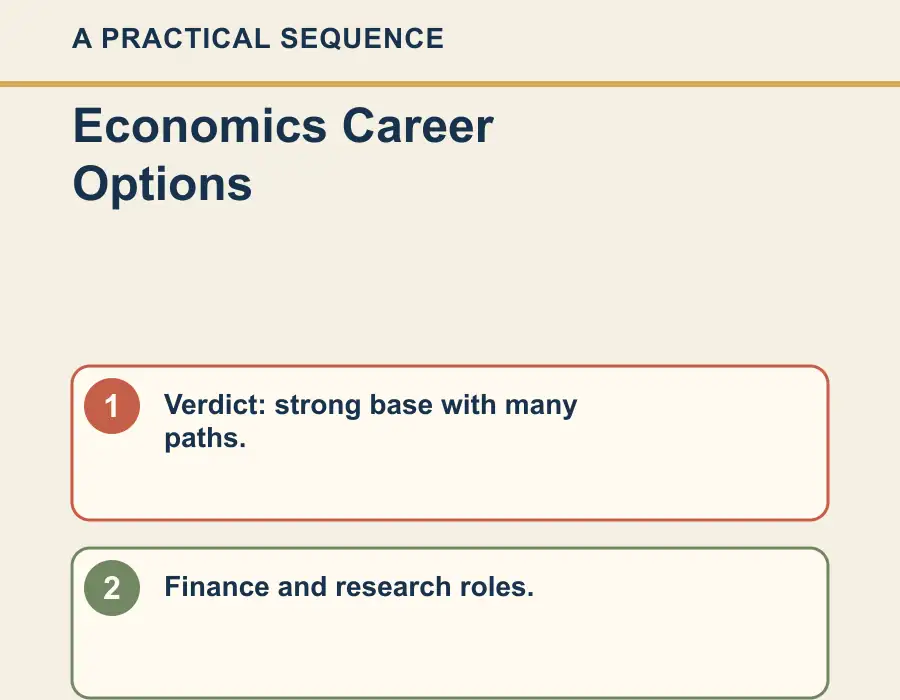 A PRACTICAL SEQUENCE
Economics Career
Options
1
Verdict: strong base with many
paths.
2
Finance and research roles.